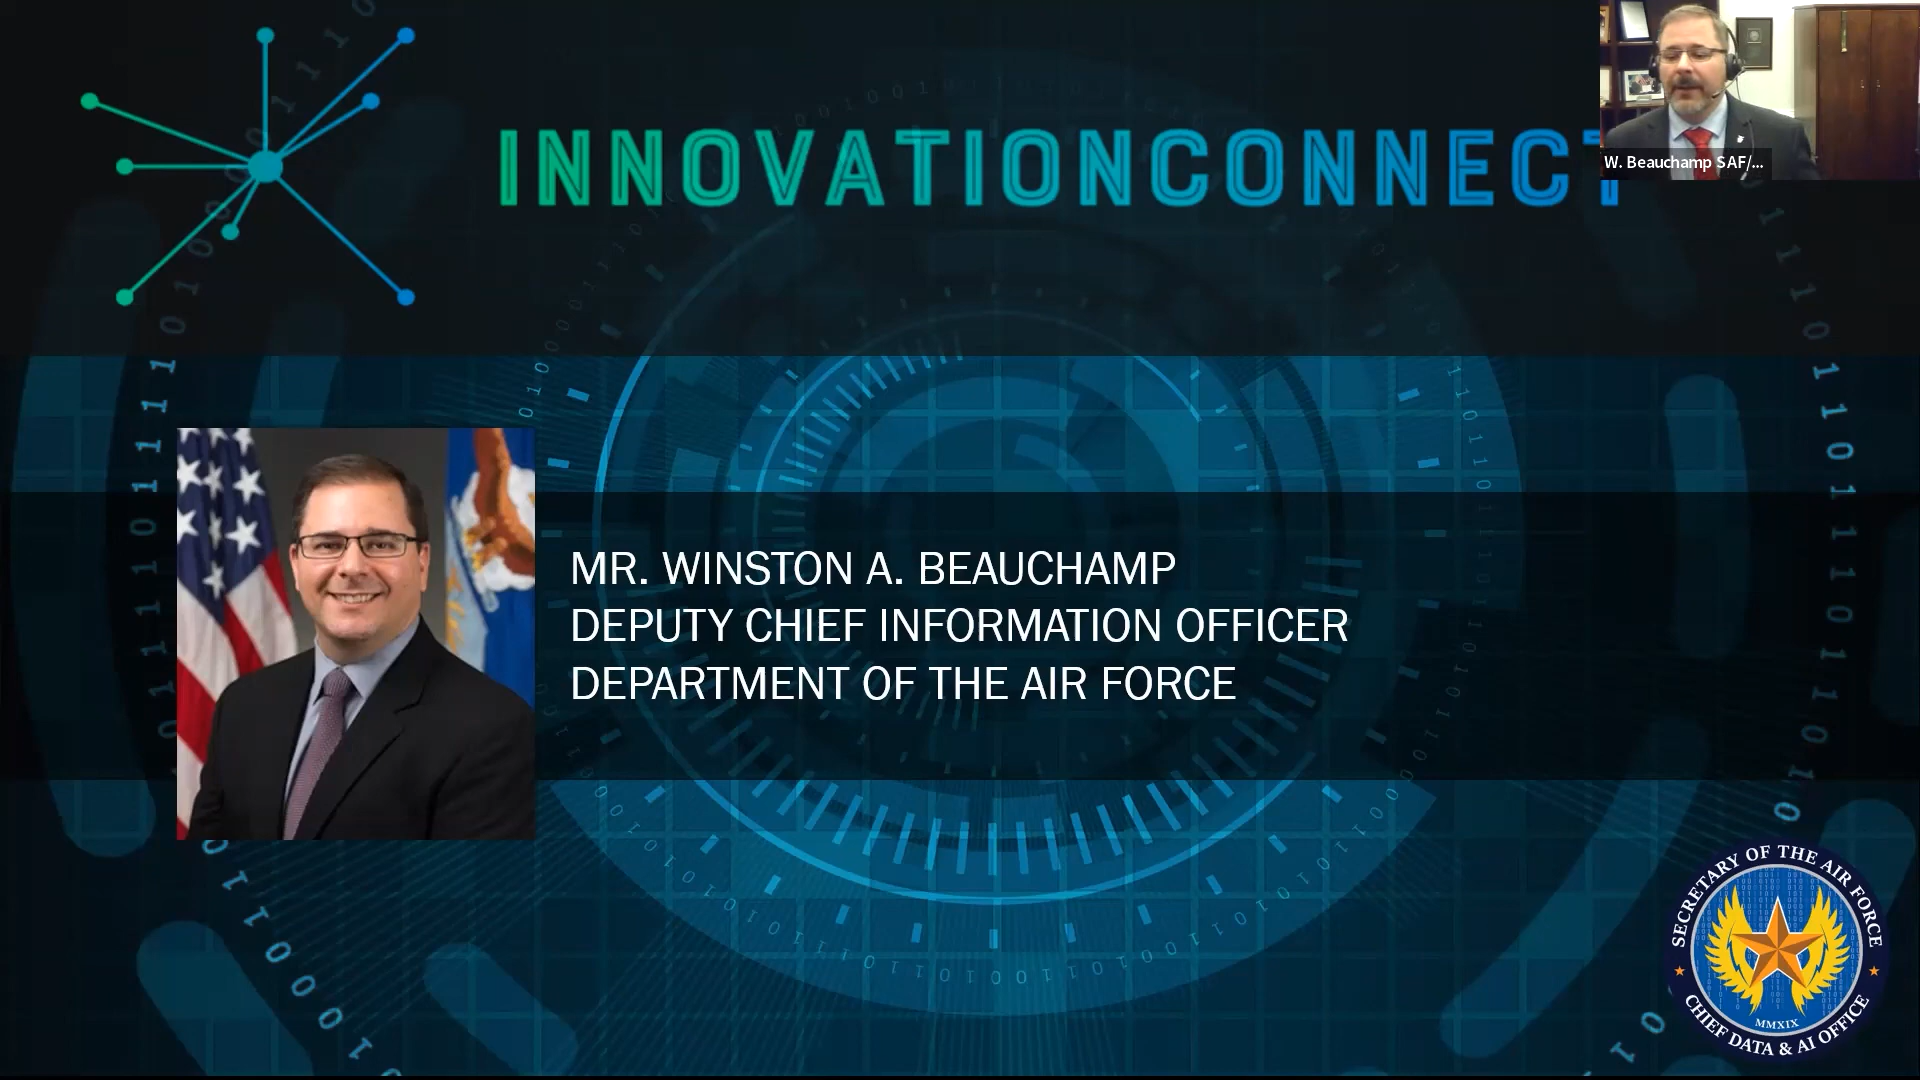 INNOVATIONCONNECT
W. Beauchamp SAF/...
MR. WINSTON A. BEAUCHAMP
DEPUTY CHIEF INFORMATION OFFICER
DEPARTMENT OF THE AIR FORCE
SECRETARY OF THE AIR FORCE
MMXIX
CHIEF DATA & AI OFFICE